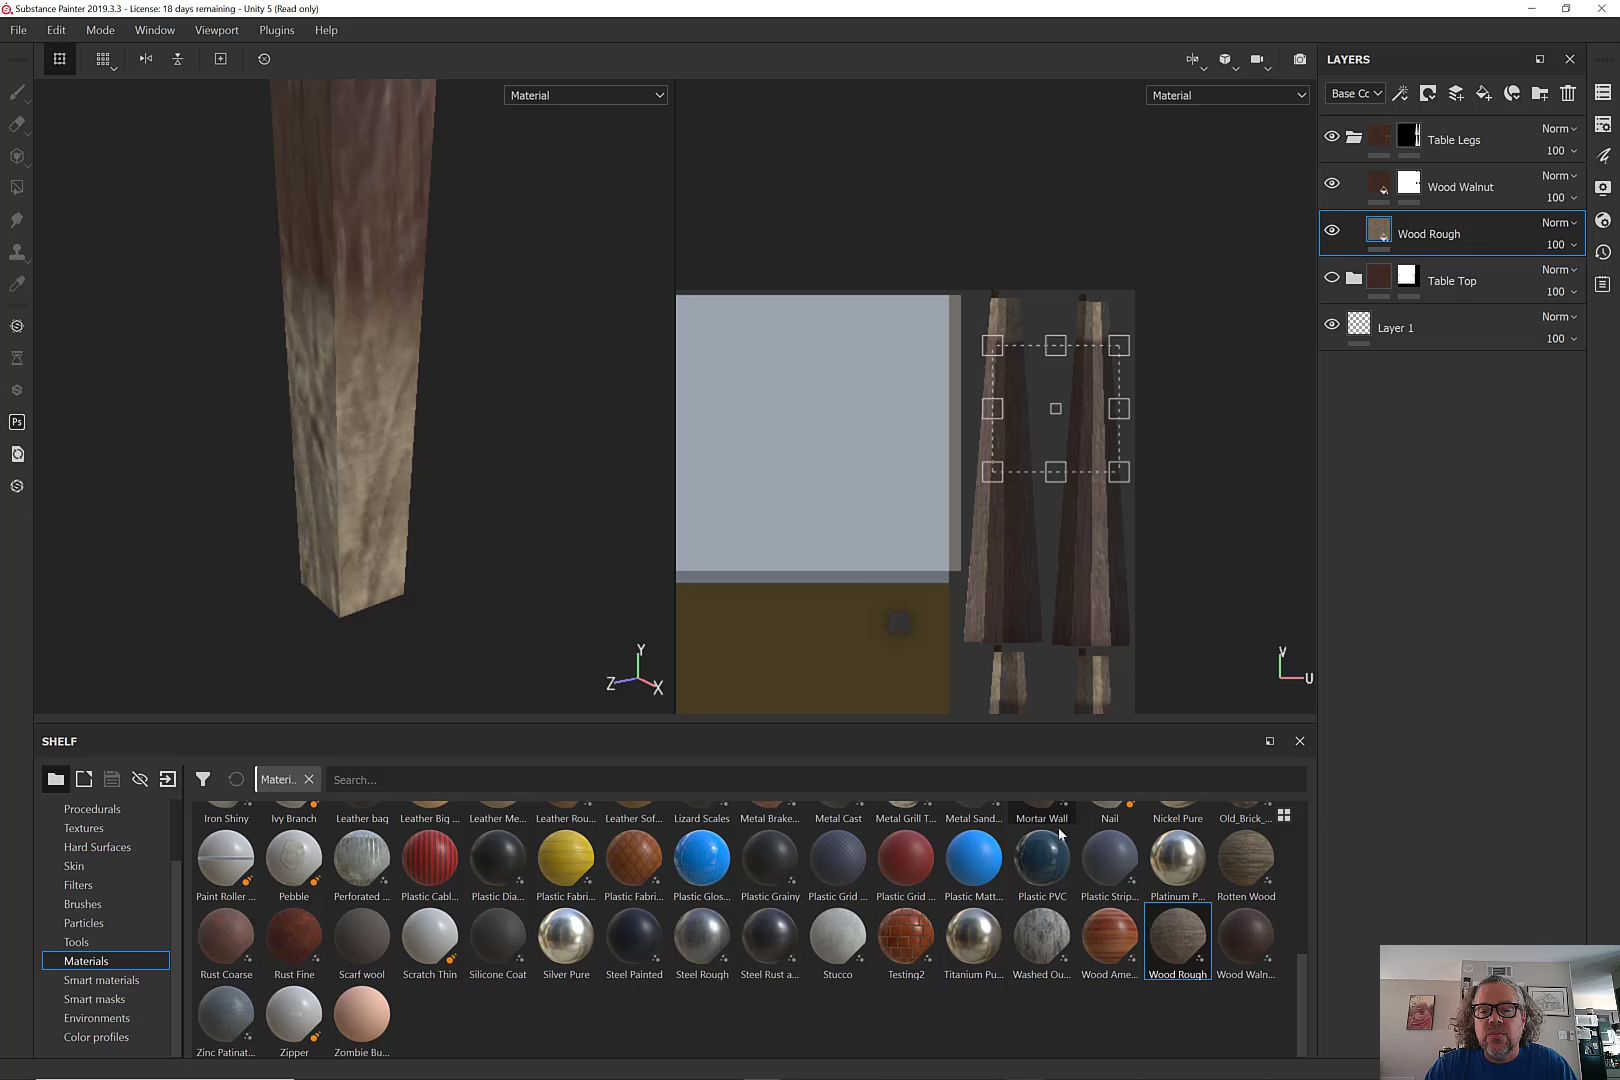 Substance Painter 2019.3.3 - License: 18 days remaining - Unity 5 (Read only)
File Edit Mode Window Viewport Plugins Help
Material
Material
LAYERS
Base Cc
Table Legs
Norm
100
Wood Walnut
Norm
100
Wood Rough
Norm
100
Table Top
Norm
100
Layer 1
Norm
100
Ps
Y
Z
X
V
U
SHELF
Materi..
Search...
Procedurals
Textures
Hard Surfaces
Skin
Filters
Brushes
Particles
Tools
Materials
Smart materials
Smart masks
Environments
Color profiles
Iron Shiny Ivy Branch Leather bag Leather Big ... Leather Me... Leather Rou... Leather Sof... Lizard Scales Metal Brake... Metal Cast Metal Grill T... Metal Sand... Mortar Wall Nail Nickel Pure Old_Brick_...
Paint Roller ... Pebble Perforated ... Plastic Cabl... Plastic Dia... Plastic Fabri... Plastic Fabri... Plastic Glos... Plastic Grainy Plastic Grid ... Plastic Grid ... Plastic Matt... Plastic PVC Plastic Strip... Platinum P... Rotten Wood
Rust Coarse Rust Fine Scarf wool Scratch Thin Silicone Coat Silver Pure Steel Painted Steel Rough Steel Rust a... Stucco Testing2 Titanium Pu... Washed Ou... Wood Ame... Wood Rough Wood Waln...
Zinc Patinat... Zipper Zombie Bu...